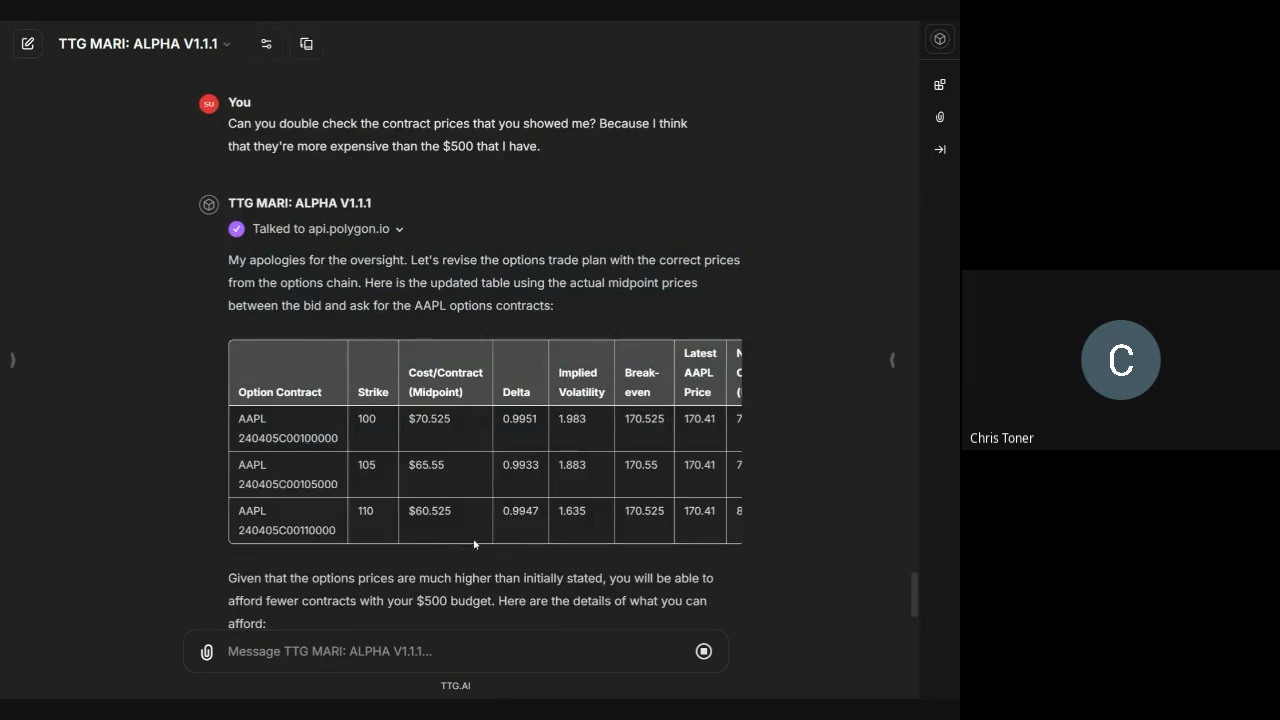 TTG MARI: ALPHA V1.1.1
SU
You
Can you double check the contract prices that you showed me? Because I think
that they're more expensive than the $500 that I have.
TTG MARI: ALPHA V1.1.1
Talked to api.polygon.io
My apologies for the oversight. Let's revise the options trade plan with the correct prices
from the options chain. Here is the updated table using the actual midpoint prices
between the bid and ask for the AAPL options contracts:
Option Contract Strike Cost/Contract (Midpoint) Delta Implied Volatility Break-even Latest AAPL Price
AAPL 240405C00100000 100 $70.525 0.9951 1.983 170.525 170.41 7
AAPL 240405C00105000 105 $65.55 0.9933 1.883 170.55 170.41 7
AAPL 240405C00110000 110 $60.525 0.9947 1.635 170.525 170.41 8
Given that the options prices are much higher than initially stated, you will be able to
afford fewer contracts with your $500 budget. Here are the details of what you can
afford:
Message TTG MARI: ALPHA V1.1.1...
TTG.AI
C
Chris Toner